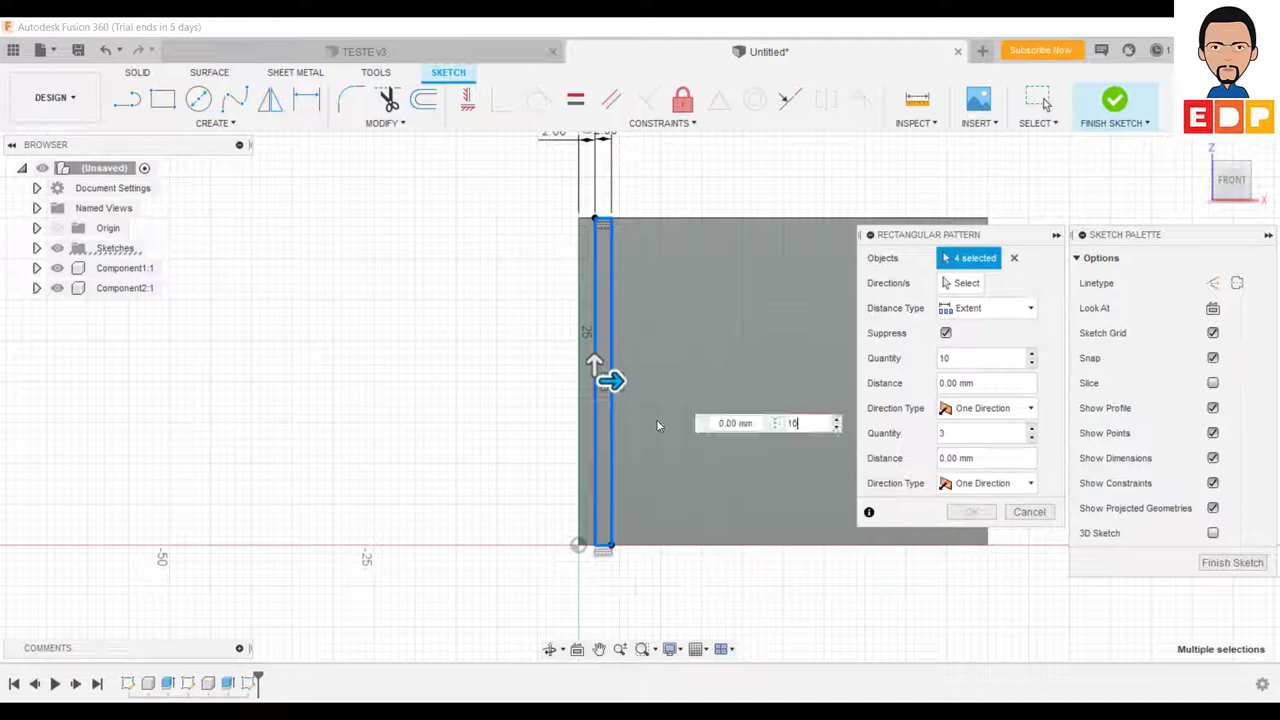 Autodesk Fusion 360 (Trial ends in 5 days)
TESTE v3
Untitled*
Subscribe Now
1
DESIGN
SOLID
SURFACE
SHEET METAL
TOOLS
SKETCH
CREATE
MODIFY
CONSTRAINTS
INSPECT
INSERT
SELECT
FINISH SKETCH
EDP
BROWSER
(Unsaved)
Document Settings
Named Views
Origin
Sketches
Component1:1
Component2:1
2.00
25
-50
-25
0.00 mm
10
Z
FRONT
X
RECTANGULAR PATTERN
Objects
4 selected
Direction/s
Select
Distance Type
Extent
Suppress
Quantity
10
Distance
0.00 mm
Direction Type
One Direction
Quantity
3
Distance
0.00 mm
Direction Type
One Direction
OK
Cancel
SKETCH PALETTE
Options
Linetype
Look At
Sketch Grid
Snap
Slice
Show Profile
Show Points
Show Dimensions
Show Constraints
Show Projected Geometries
3D Sketch
Finish Sketch
COMMENTS
Multiple selections